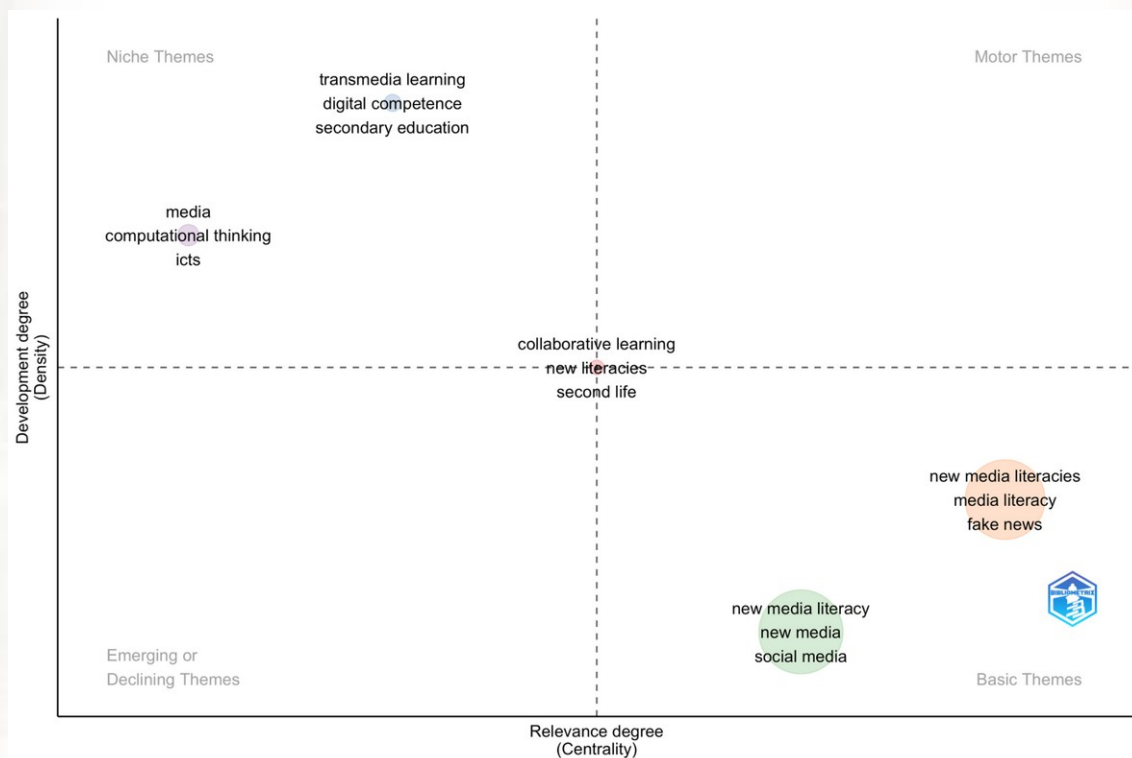 Niche Themes
Motor Themes
transmedia learning
digital competence
secondary education
media
computational thinking
icts
collaborative learning
new literacies
second life
new media literacies
media literacy
fake news
new media literacy
new media
social media
Emerging or
Declining Themes
Basic Themes
BIBLIOMETRIX
Development degree
(Density)
Relevance degree
(Centrality)